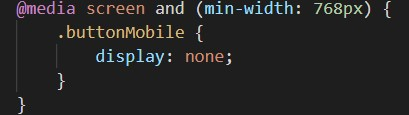 @media screen and (min-width: 768px) {
    .buttonMobile {
        display: none;
    }
}